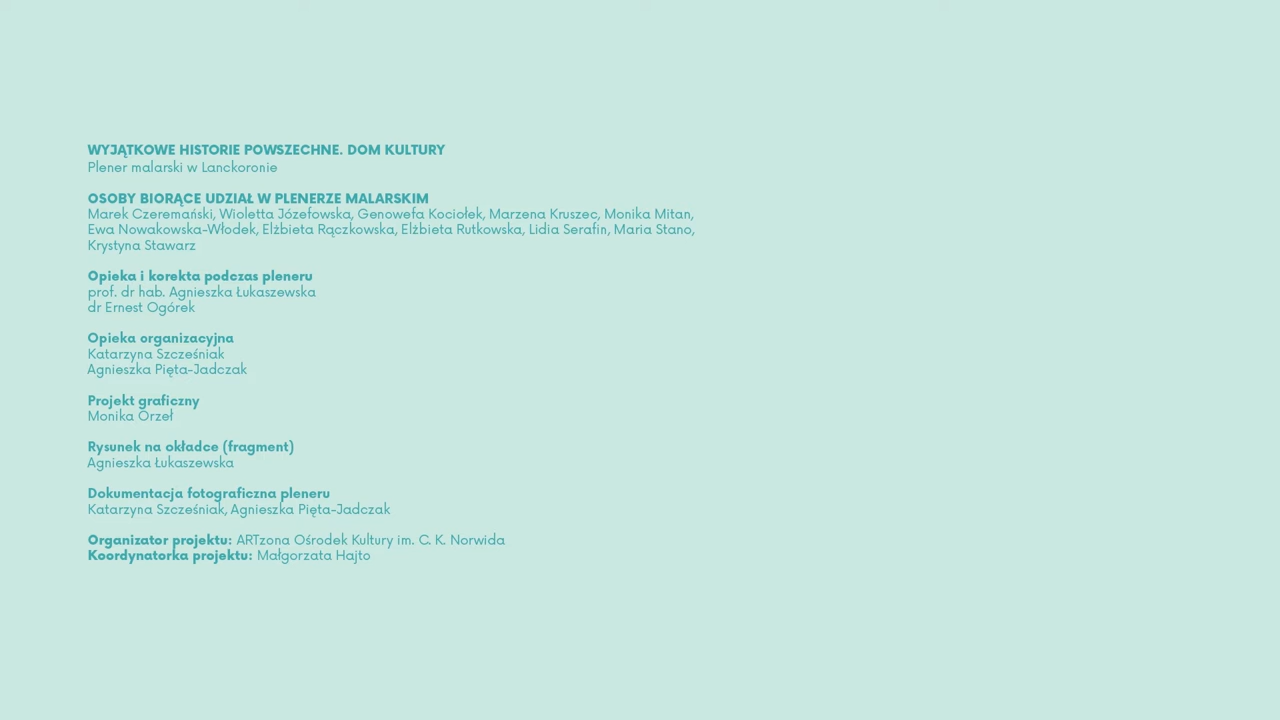 WYJĄTKOWE HISTORIE POWSZECHNE. DOM KULTURY
Plener malarski w Lanckoronie
OSOBY BIORĄCE UDZIAŁ W PLENERZE MALARSKIM
Marek Czeremański, Wioletta Józefowska, Genowefa Kociołek, Marzena Kruszec, Monika Mitan,
Ewa Nowakowska-Włodek, Elżbieta Rączkowska, Elżbieta Rutkowska, Lidia Serafin, Maria Stano,
Krystyna Stawarz
Opieka i korekta podczas pleneru
prof. dr hab. Agnieszka Łukaszewska
dr Ernest Ogórek
Opieka organizacyjna
Katarzyna Szcześniak
Agnieszka Pięta-Jadczak
Projekt graficzny
Monika Orzeł
Rysunek na okładce (fragment)
Agnieszka Łukaszewska
Dokumentacja fotograficzna pleneru
Katarzyna Szcześniak, Agnieszka Pięta-Jadczak
Organizator projektu: ARTzona Ośrodek Kultury im. C. K. Norwida
Koordynatorka projektu: Małgorzata Hajto